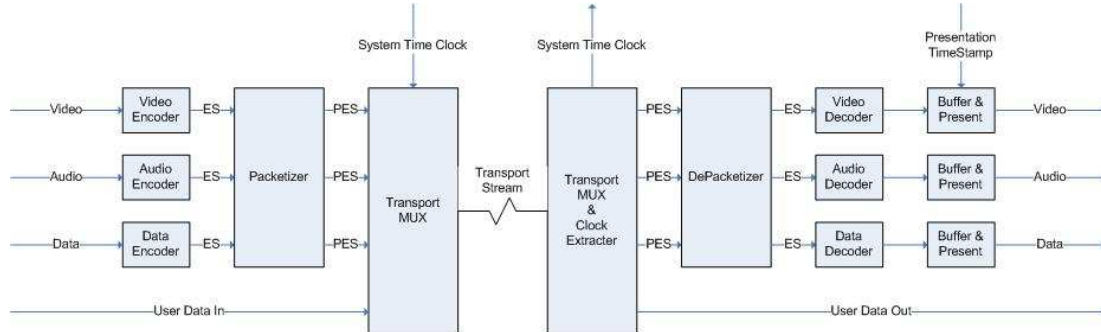 System Time Clock
System Time Clock
Presentation
TimeStamp
Video
Video
Encoder
ES
PES
PES
ES
Video
Decoder
Buffer &
Present
Video
Audio
Audio
Encoder
ES
Packetizer
PES
Transport
MUX
Transport
Stream
Transport
MUX
&
Clock
Extracter
PES
DePacketizer
ES
Audio
Decoder
Buffer &
Present
Audio
Data
Data
Encoder
ES
PES
PES
ES
Data
Decoder
Buffer &
Present
Data
User Data In
User Data Out